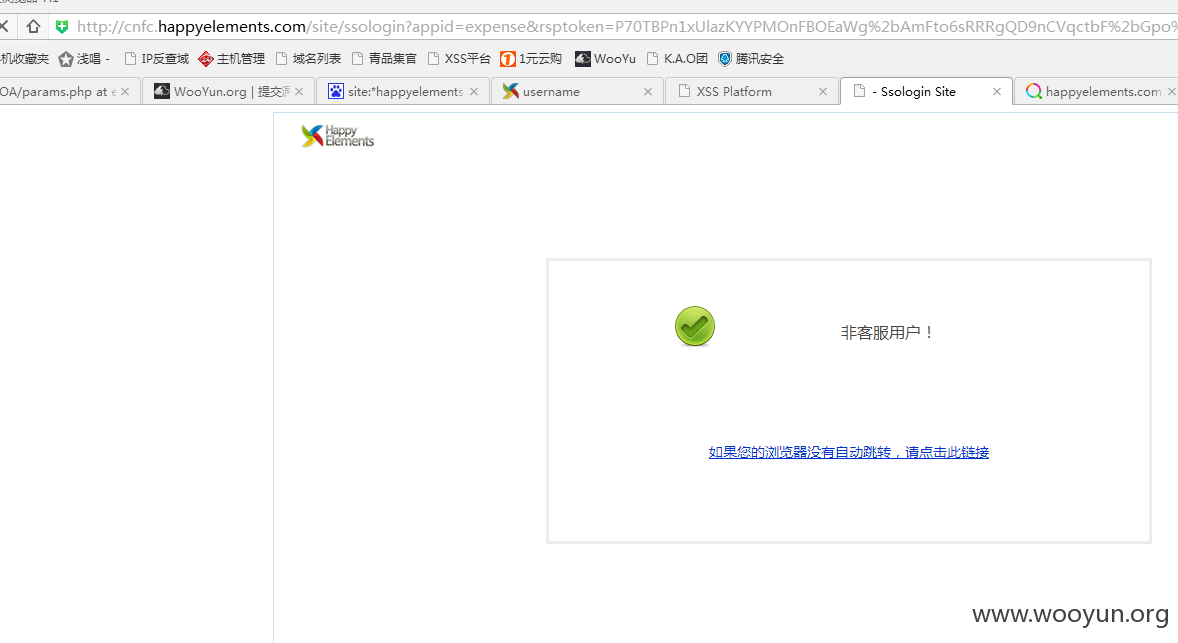 http://cnfc.happyelements.com/site/ssologin?appid=expense&rsptoken=P70TBPn1xUlazKYYPMOnFBOEaWg%2bAmFto6sRRRgQD9nCVqctbF%2bGpo%
机收藏夹 浅唱 - IP反查域 主机管理 域名列表 青品集官 XSS平台 1元云购 WooYu K.A.O团 腾讯安全
OA/params.php at WooYun.org | 提交 site:*happyelements username XSS Platform - Ssologin Site happyelements.com
Happy
Elements
非客服用户！
如果您的浏览器没有自动跳转，请点击此链接
www.wooyun.org